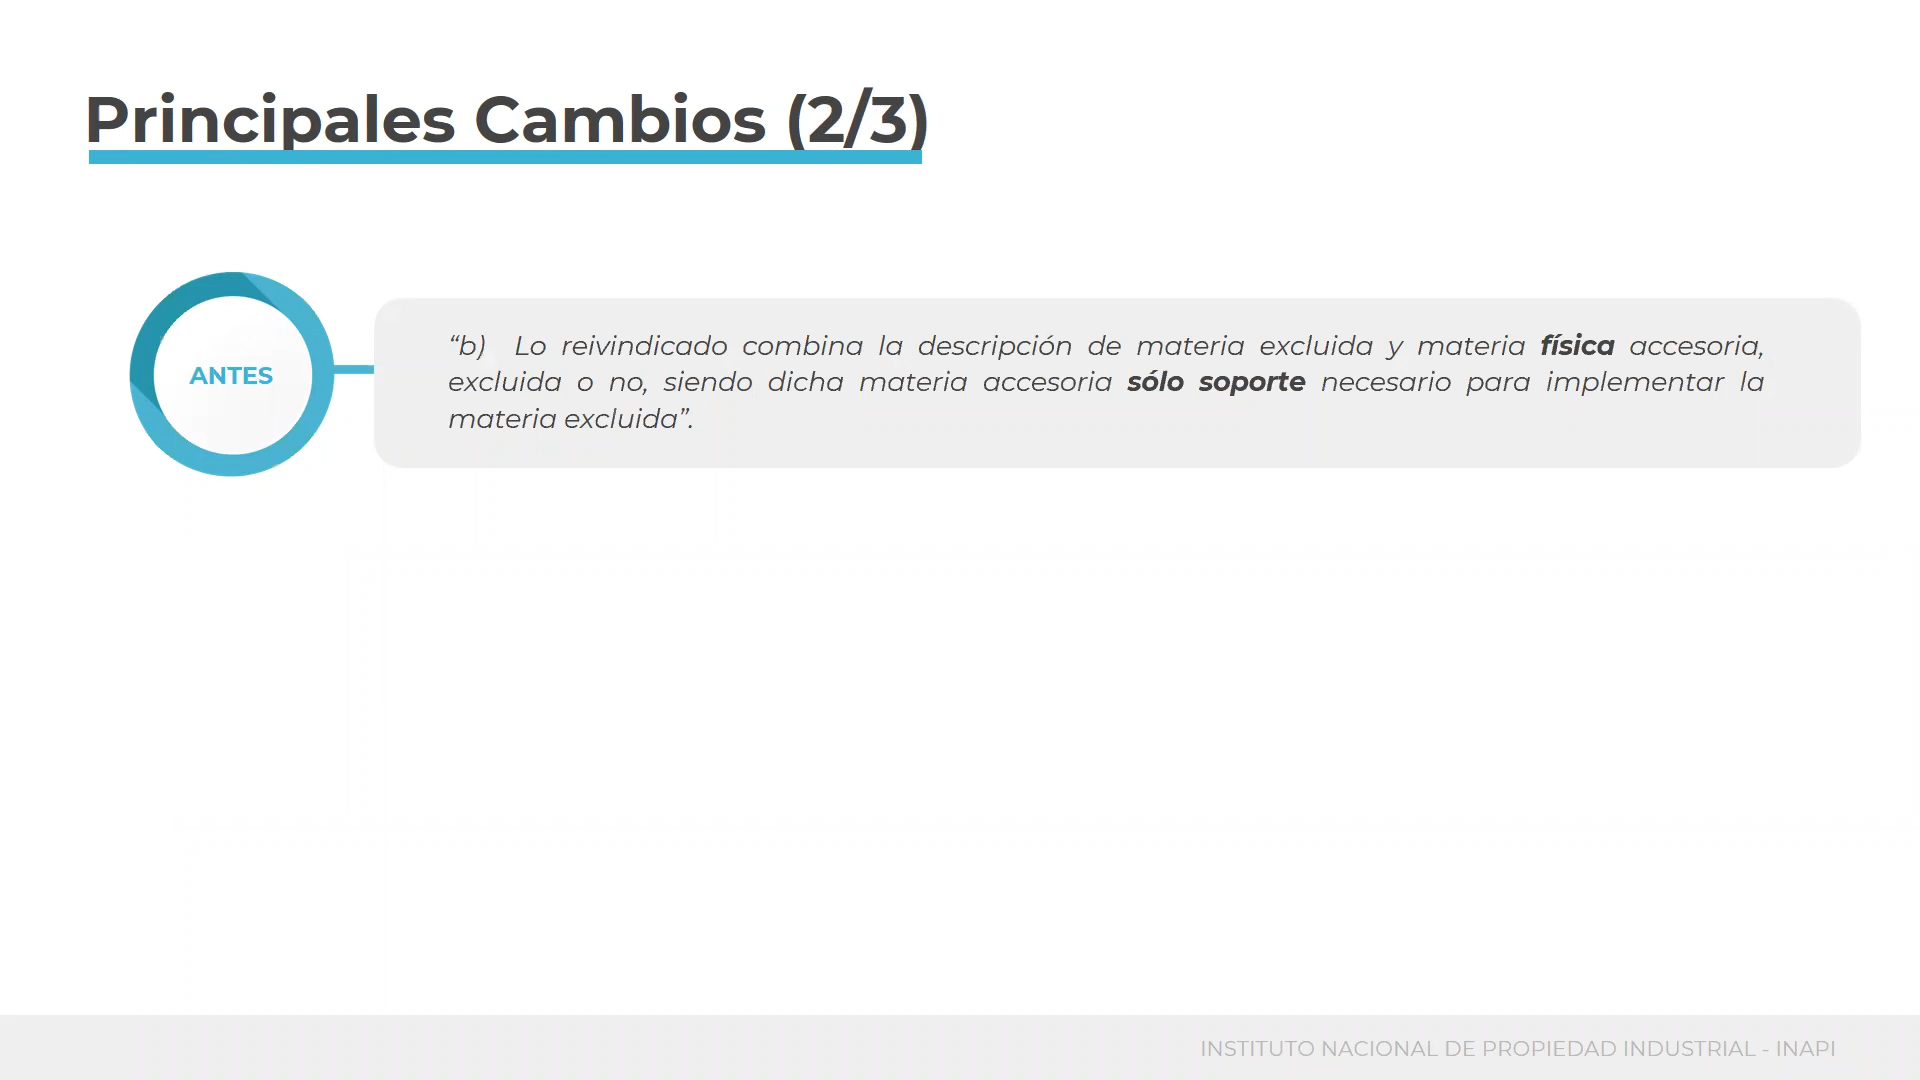 Principales Cambios (2/3)
ANTES
“b) Lo reivindicado combina la descripción de materia excluida y materia física accesoria,
excluida o no, siendo dicha materia accesoria sólo soporte necesario para implementar la
materia excluida”.
INSTITUTO NACIONAL DE PROPIEDAD INDUSTRIAL - INAPI